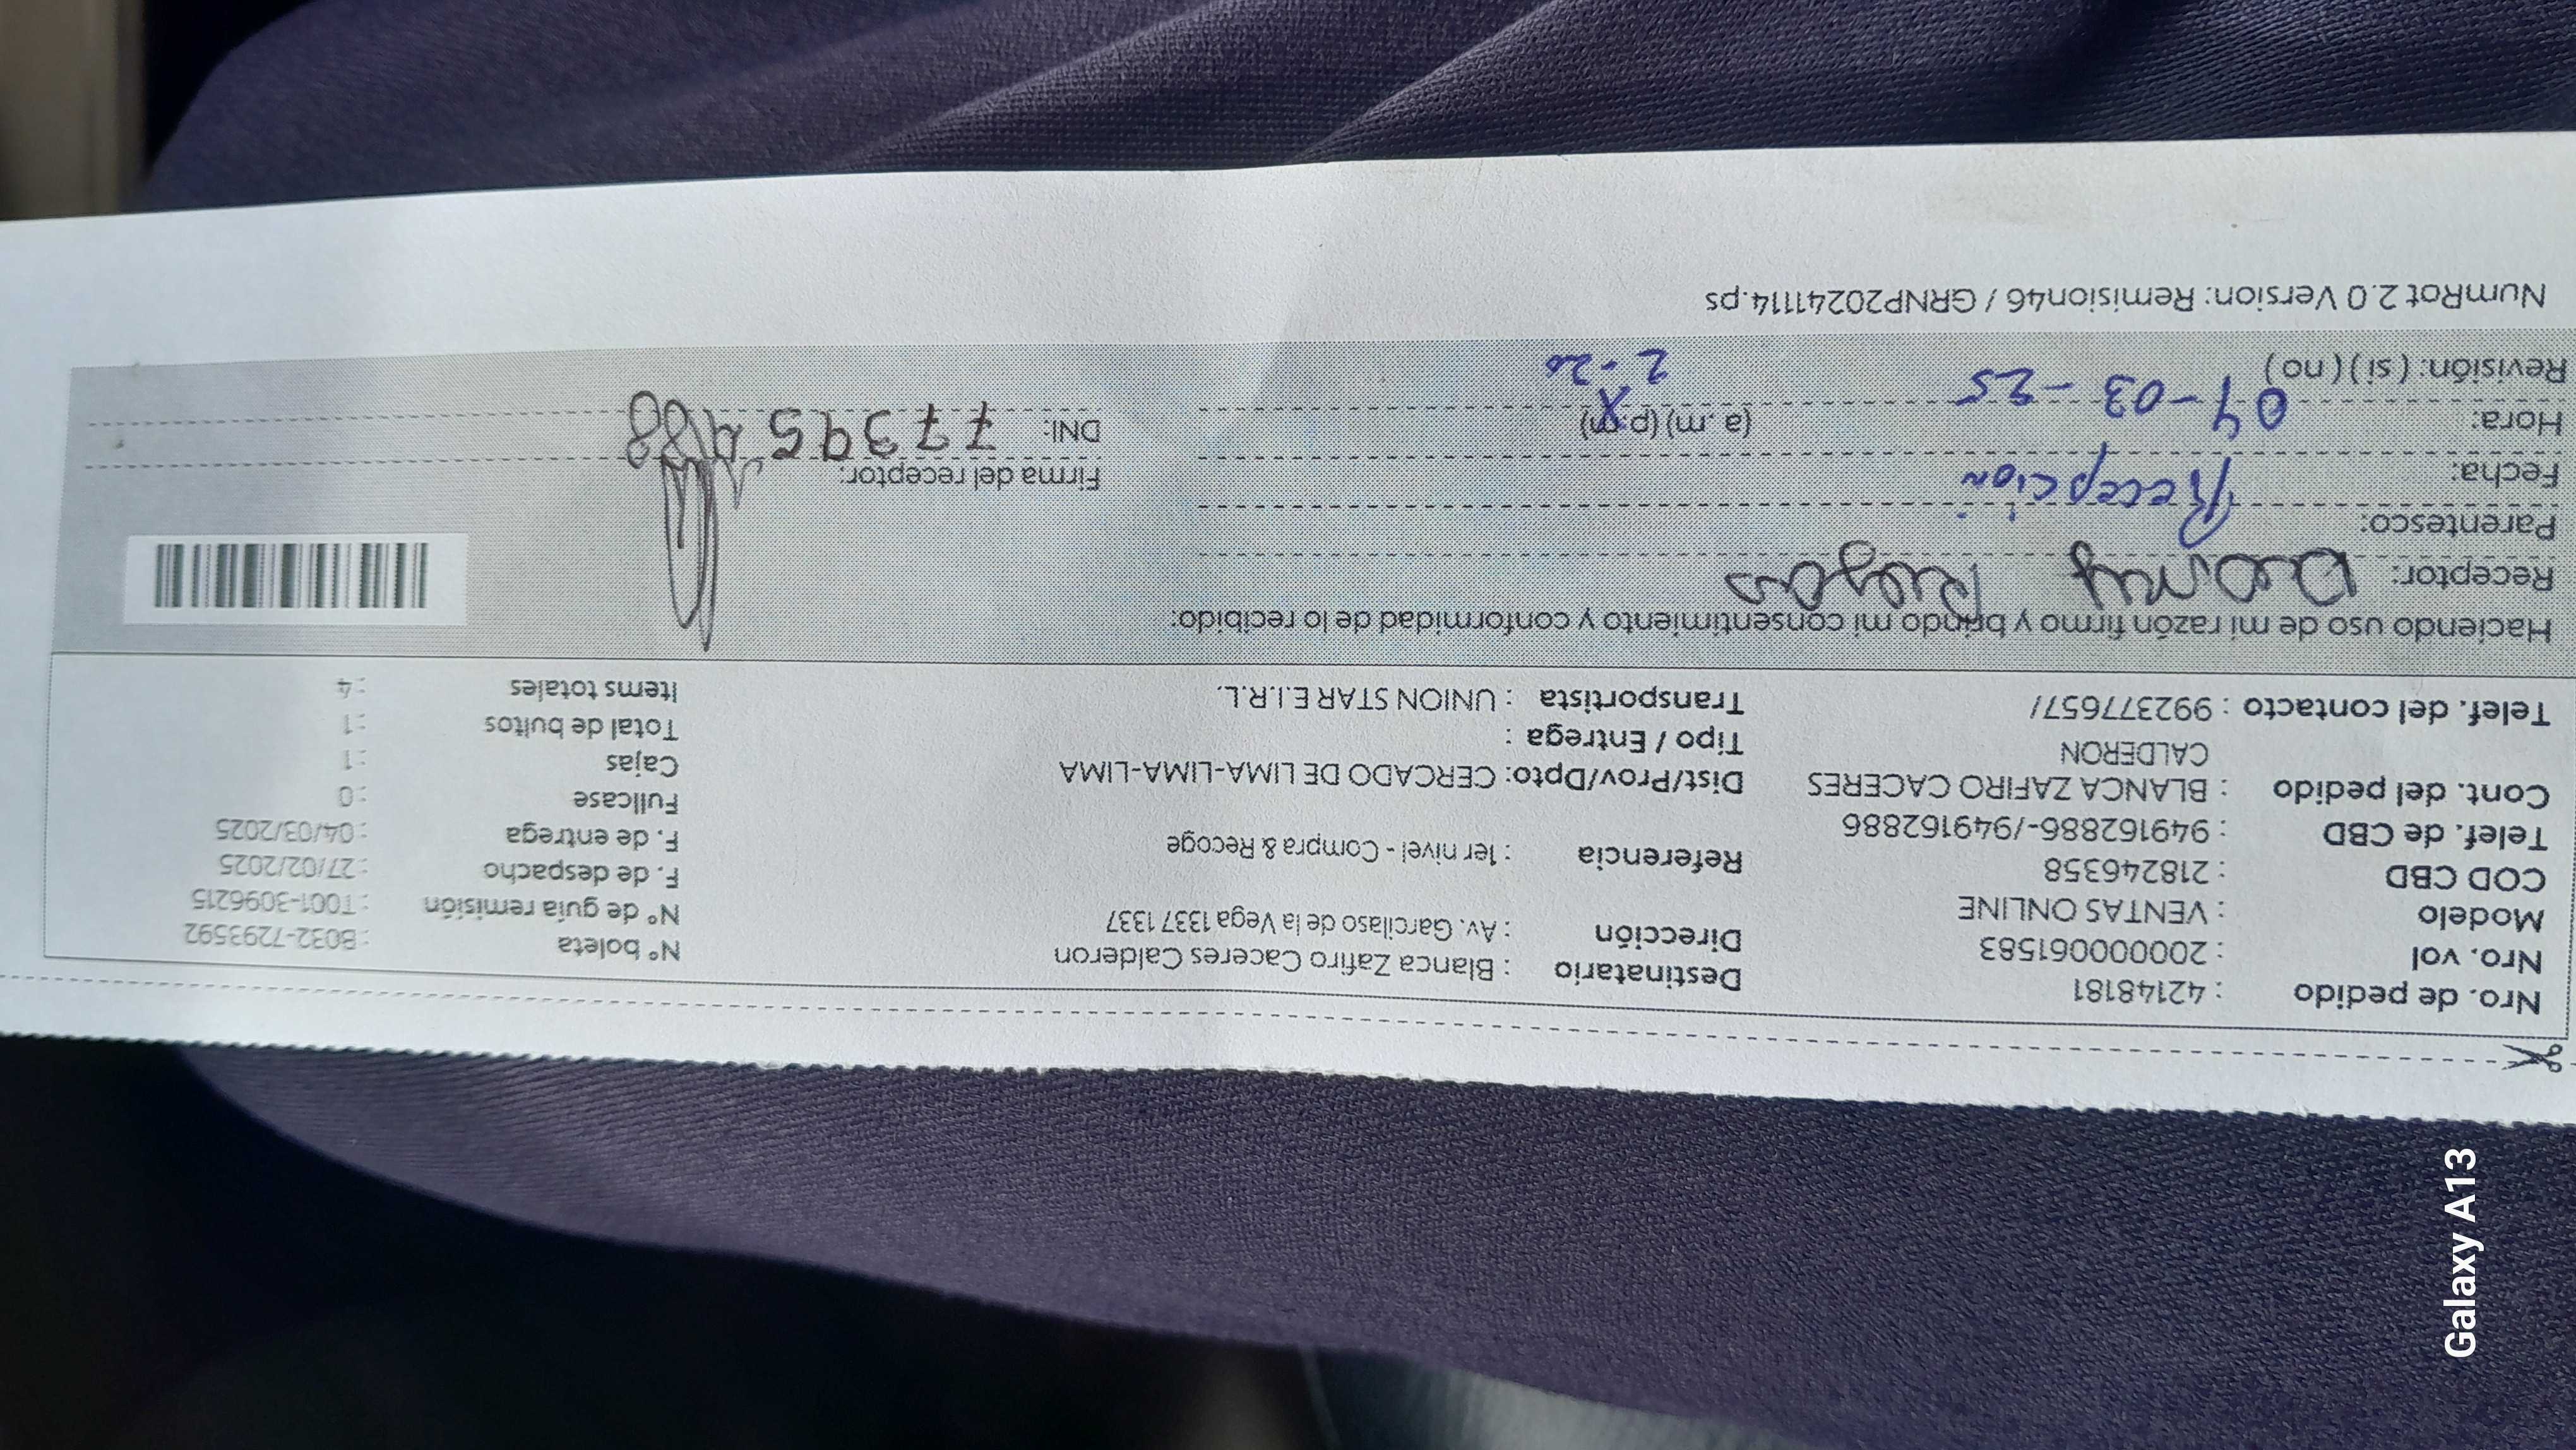 Nro. de pedido : 42148181
Nro. vol : 2000000061583
Modelo : VENTAS ONLINE
COD CBD : 218246358
Telef. de CBD : 949162886-/949162886
Cont. del pedido : BLANCA ZAFIRO CACERES
CALDERON
Telef. del contacto : 992377657/
Destinatario : Blanca Zafiro Caceres Calderon
Dirección : Av. Garcilaso de la Vega 1337 1337
Referencia : 1er nivel - Compra & Recoge
Dist/Prov/Dpto: CERCADO DE LIMA-LIMA-LIMA
Tipo / Entrega :
Transportista : UNION STAR E.I.R.L.
N° boleta : B032-7293592
N° de guía remisión : T001-3096215
F. de despacho : 27/02/2025
F. de entrega : 04/03/2025
Fullcase : 0
Cajas : 1
Total de bultos : 1
Items totales : 4
Haciendo uso de mi razón firmo y brindo mi consentimiento y conformidad de lo recibido:
Receptor:
Parentesco: Recepción
Fecha: 04-03-25
Hora: (a. m) (p. m) 2-20
Revisión: ( si ) ( no )
Firma del receptor:
DNI: 77395488
NumRot 2.0 Version: Remision46 / GRNP20241114.ps
Galaxy A13